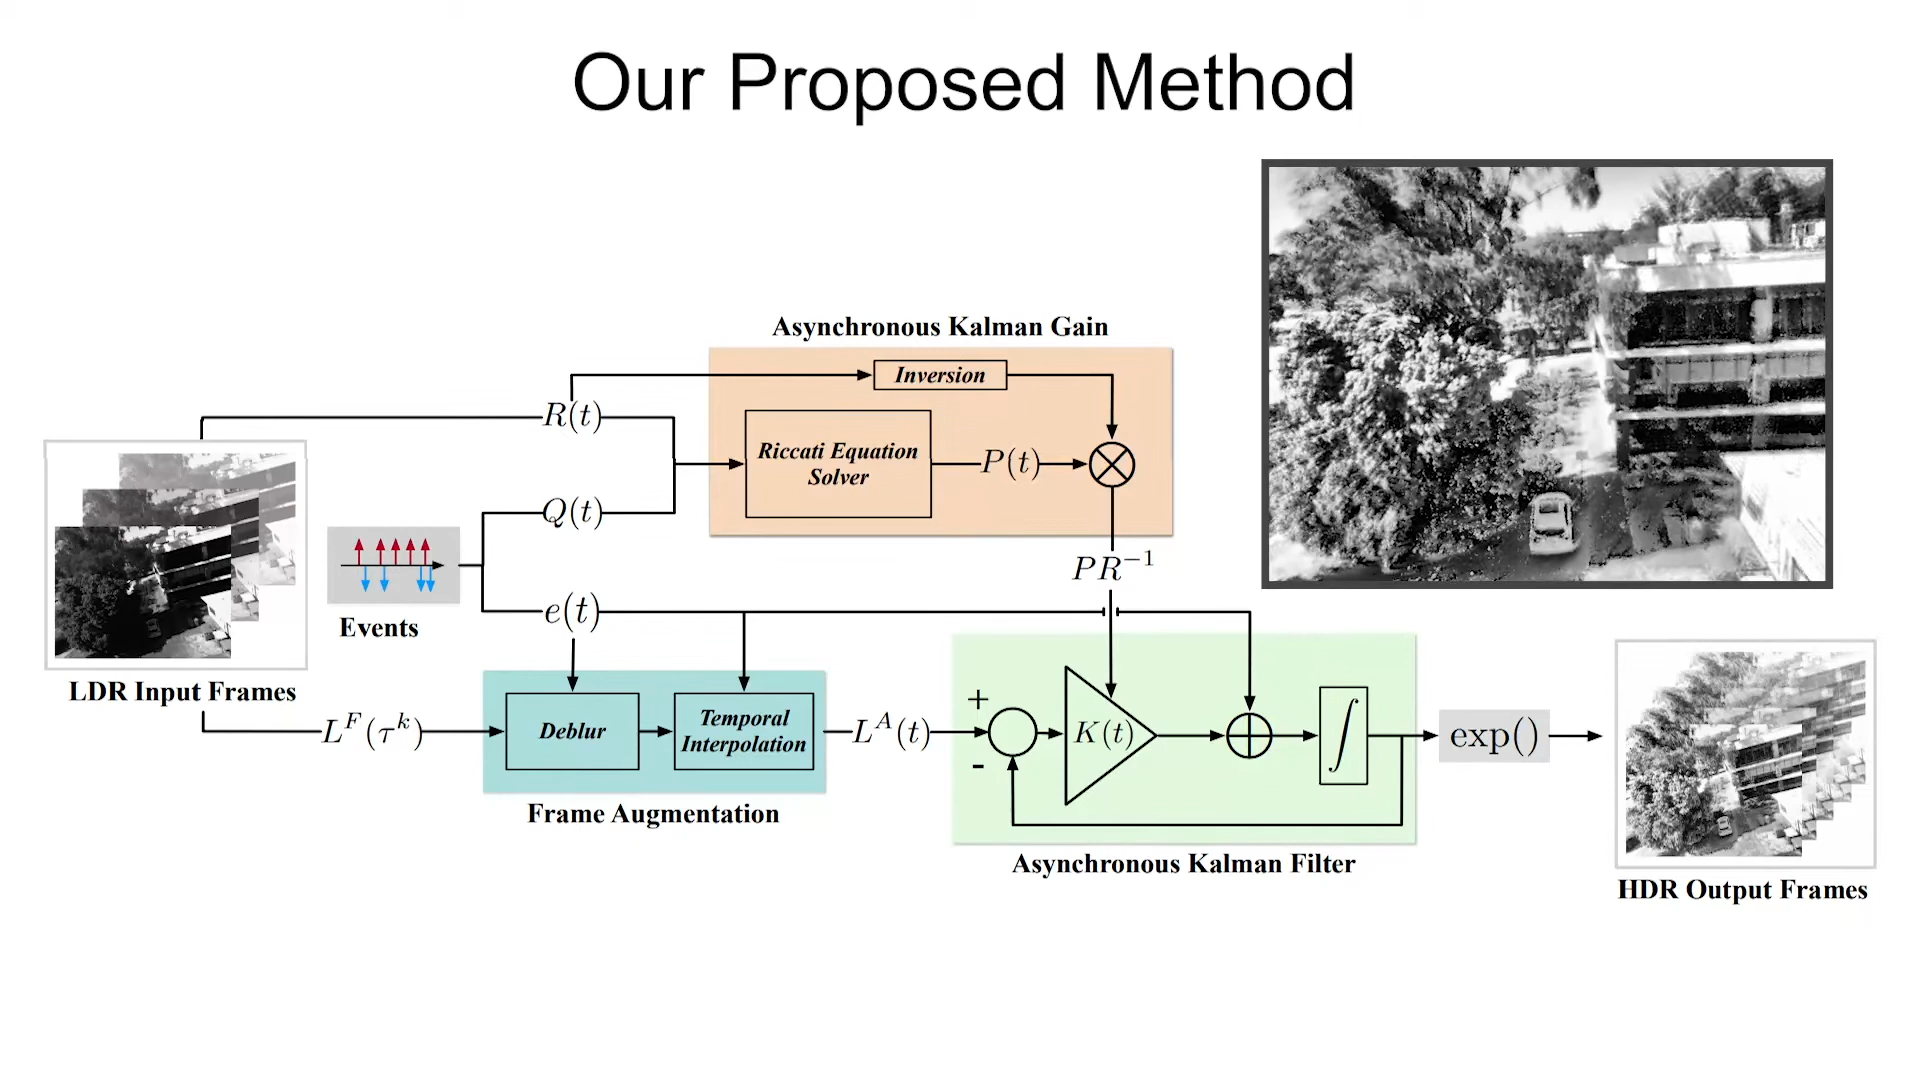 Our Proposed Method
Asynchronous Kalman Gain
Inversion
R(t)
Riccati Equation
Solver
P(t)
Q(t)
PR⁻¹
e(t)
Events
LDR Input Frames
L^F(τ^k)
Deblur
Temporal
Interpolation
L^A(t)
+
-
K(t)
∫
exp()
Frame Augmentation
Asynchronous Kalman Filter
HDR Output Frames